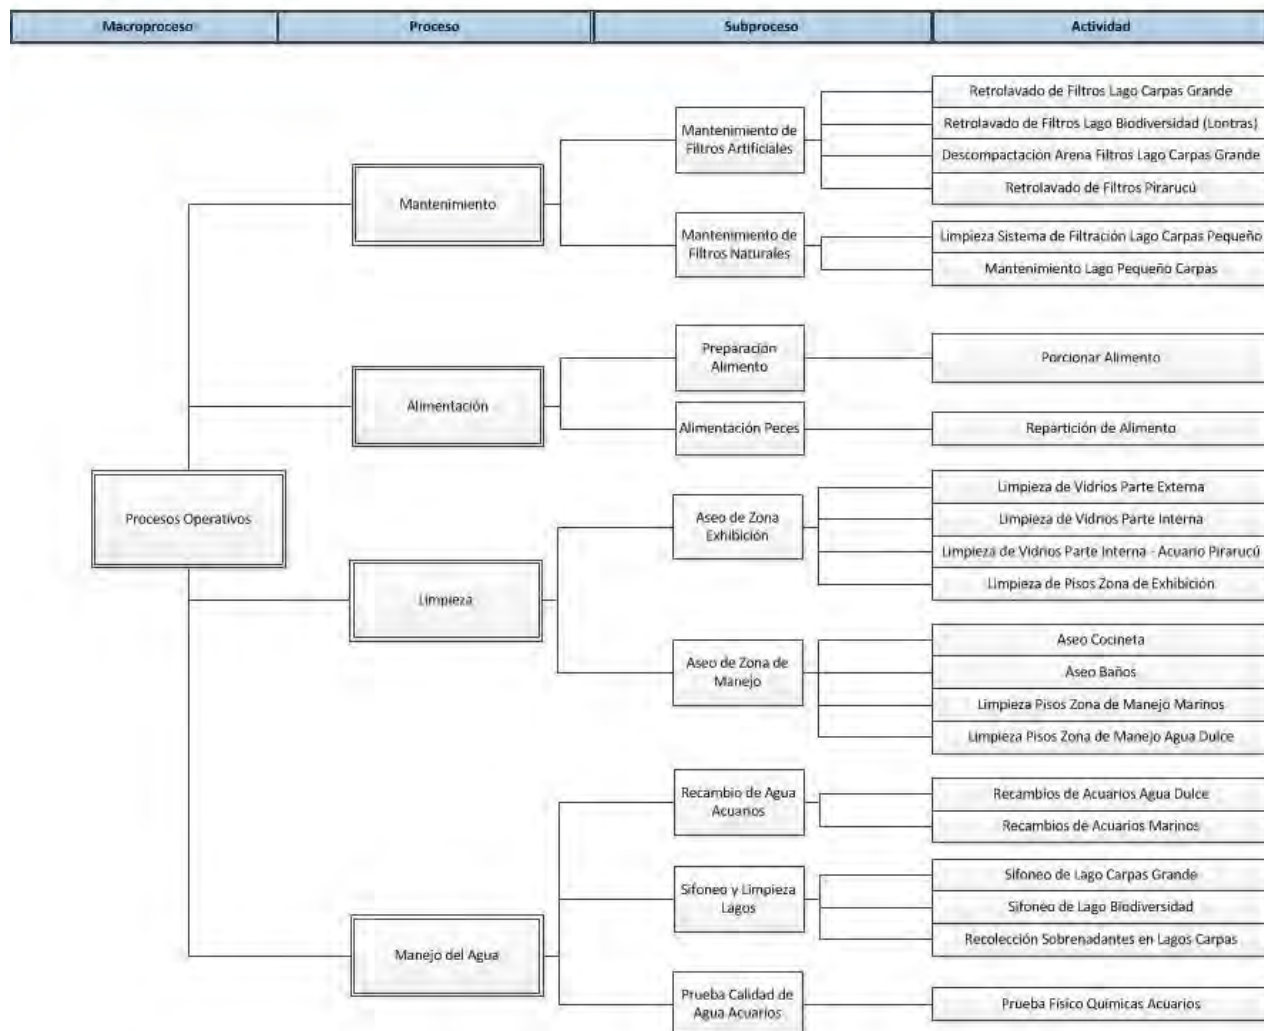 Macroproceso Proceso Subproceso Actividad
Retrolavado de Filtros Lago Carpas Grande
Mantenimiento de
Filtros Artificiales
Retrolavado de Filtros Lago Biodiversidad (Lontras)
Descompactación Arena Filtros Lago Carpas Grande
Retrolavado de Filtros Pirarucú
Mantenimiento
Mantenimiento de
Filtros Naturales
Limpieza Sistema de Filtración Lago Carpas Pequeño
Mantenimiento Lago Pequeño Carpas
Preparación
Alimento
Porcionar Alimento
Alimentación
Alimentación Peces
Repartición de Alimento
Procesos Operativos
Aseo de Zona
Exhibición
Limpieza de Vidrios Parte Externa
Limpieza de Vidrios Parte Interna
Limpieza de Vidrios Parte Interna - Acuario Pirarucú
Limpieza de Pisos Zona de Exhibición
Limpieza
Aseo de Zona de
Manejo
Aseo Cocineta
Aseo Baños
Limpieza Pisos Zona de Manejo Marinos
Limpieza Pisos Zona de Manejo Agua Dulce
Recambio de Agua
Acuarios
Recambios de Acuarios Agua Dulce
Recambios de Acuarios Marinos
Sifoneo y Limpieza
Lagos
Sifoneo de Lago Carpas Grande
Sifoneo de Lago Biodiversidad
Recolección Sobrenadantes en Lagos Carpas
Manejo del Agua
Prueba Calidad de
Agua Acuarios
Prueba Físico Químicas Acuarios